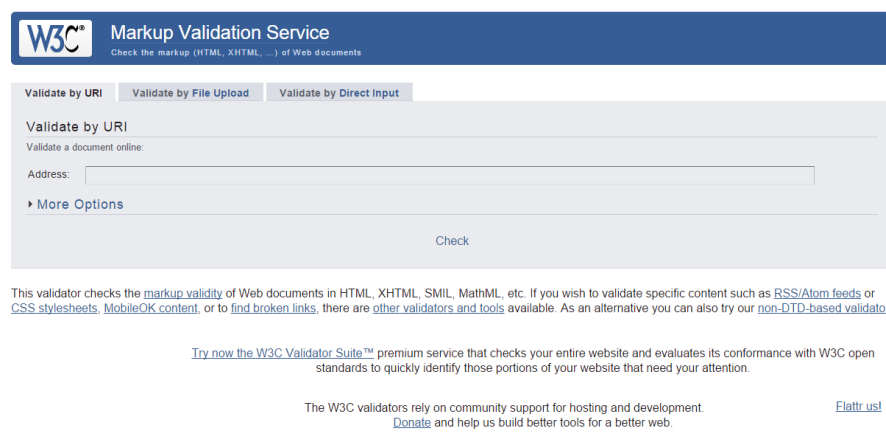 W3C® Markup Validation Service
Check the markup (HTML, XHTML, ...) of Web documents
Validate by URI Validate by File Upload Validate by Direct Input
Validate by URI
Validate a document online:
Address:
More Options
Check
This validator checks the markup validity of Web documents in HTML, XHTML, SMIL, MathML, etc. If you wish to validate specific content such as RSS/Atom feeds or
CSS stylesheets, MobileOK content, or to find broken links, there are other validators and tools available. As an alternative you can also try our non-DTD-based validato
Try now the W3C Validator Suite™ premium service that checks your entire website and evaluates its conformance with W3C open
standards to quickly identify those portions of your website that need your attention.
The W3C validators rely on community support for hosting and development. Flattr us!
Donate and help us build better tools for a better web.